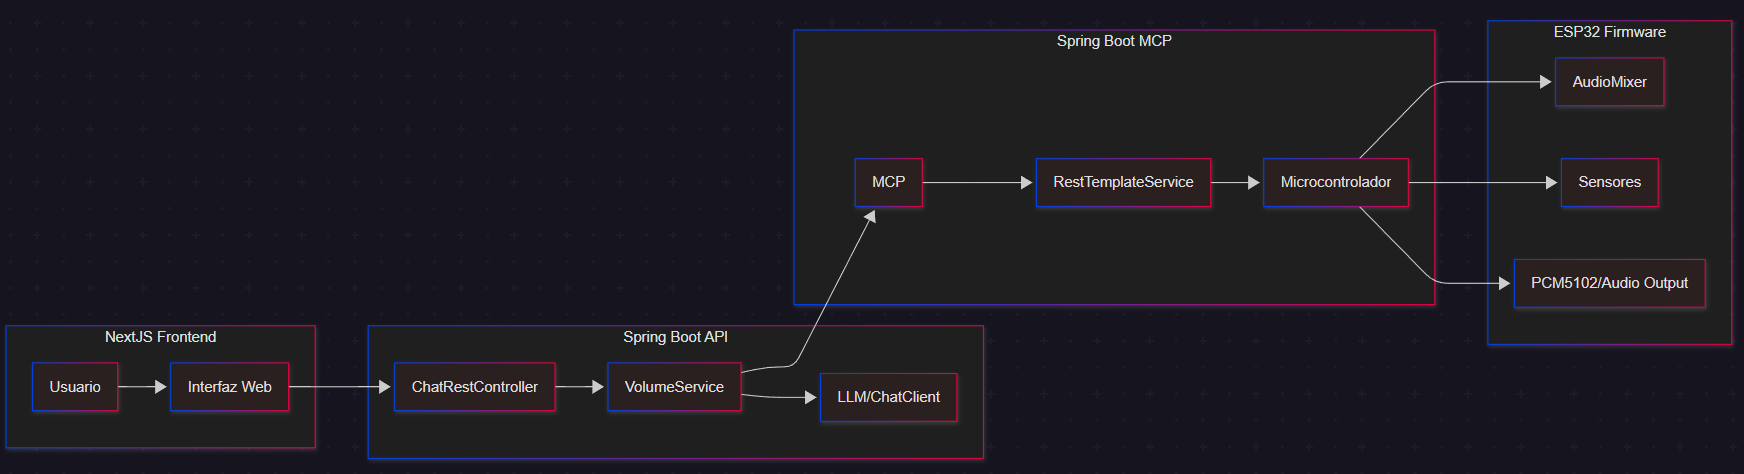 NextJS Frontend
Usuario
Interfaz Web
Spring Boot API
ChatRestController
VolumeService
LLM/ChatClient
Spring Boot MCP
MCP
RestTemplateService
Microcontrolador
ESP32 Firmware
AudioMixer
Sensores
PCM5102/Audio Output